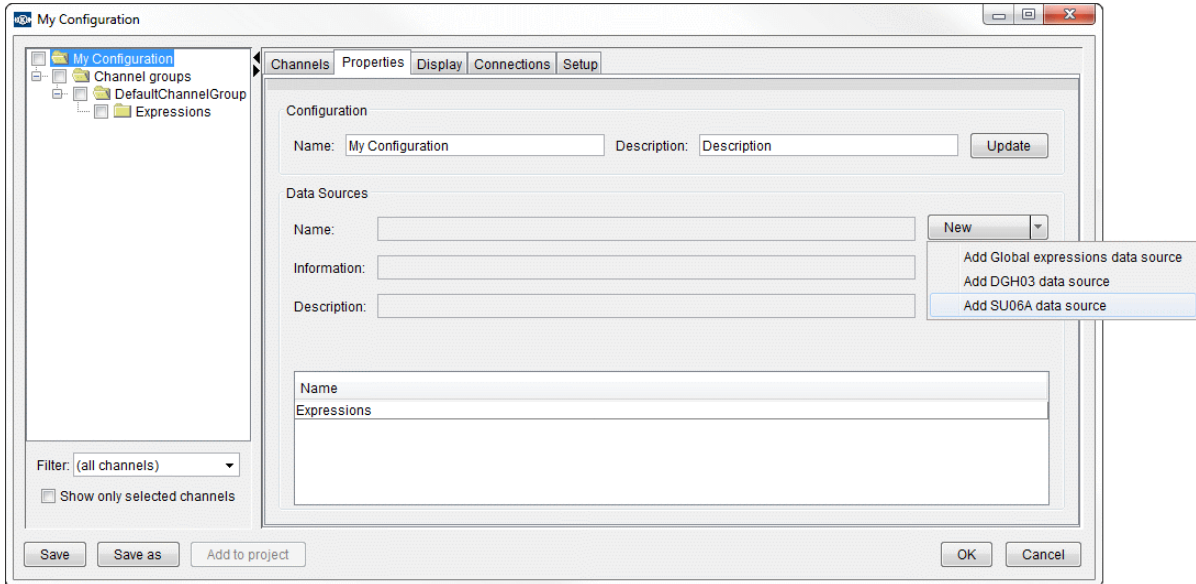 My Configuration
My Configuration
Channel groups
DefaultChannelGroup
Expressions
Filter: (all channels)
Show only selected channels
Channels Properties Display Connections Setup
Configuration
Name: My Configuration Description: Description Update
Data Sources
Name: New
Information:
Description:
Add Global expressions data source
Add DGH03 data source
Add SU06A data source
Name
Expressions
Save Save as Add to project OK Cancel